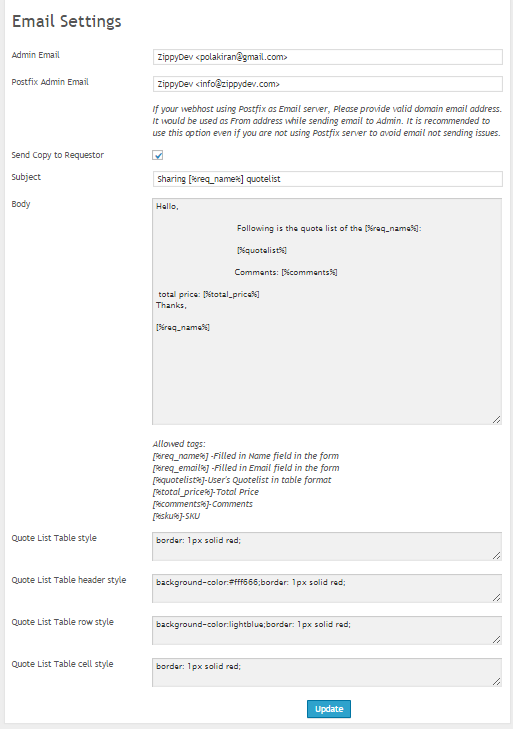 Email Settings
Admin Email
ZippyDev <polakiran@gmail.com>
Postfix Admin Email
ZippyDev <info@zippydev.com>
If your webhost using Postfix as Email server, Please provide valid domain email address.
It would be used as From address while sending email to Admin. It is recommended to
use this option even if you are not using Postfix server to avoid email not sending issues.
Send Copy to Requestor
Subject
Sharing [%req_name%] quotelist
Body
Hello,
Following is the quote list of the [%req_name%]:
[%quotelist%]
Comments: [%comments%]
total price: [%total_price%]
Thanks,
[%req_name%]
Allowed tags:
[%req_name%] -Filled in Name field in the form
[%req_email%] -Filled in Email field in the form
[%quotelist%]-User's Quotelist in table format
[%total_price%]-Total Price
[%comments%]-Comments
[%sku%]-SKU
Quote List Table style
border: 1px solid red;
Quote List Table header style
background-color:#fff666;border: 1px solid red;
Quote List Table row style
background-color:lightblue;border: 1px solid red;
Quote List Table cell style
border: 1px solid red;
Update